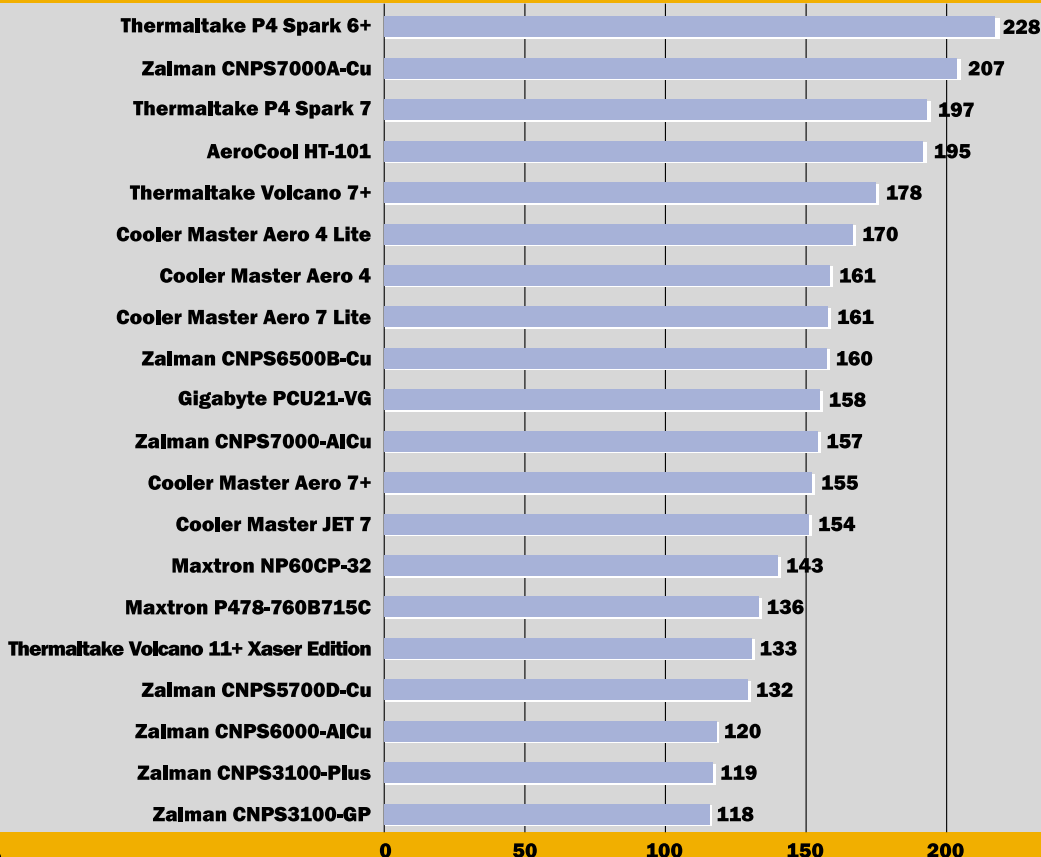 Thermaltake P4 Spark 6+ 228
Zalman CNPS7000A-Cu 207
Thermaltake P4 Spark 7 197
AeroCool HT-101 195
Thermaltake Volcano 7+ 178
Cooler Master Aero 4 Lite 170
Cooler Master Aero 4 161
Cooler Master Aero 7 Lite 161
Zalman CNPS6500B-Cu 160
Gigabyte PCU21-VG 158
Zalman CNPS7000-AlCu 157
Cooler Master Aero 7+ 155
Cooler Master JET 7 154
Maxtron NP60CP-32 143
Maxtron P478-760B715C 136
Thermaltake Volcano 11+ Xaser Edition 133
Zalman CNPS5700D-Cu 132
Zalman CNPS6000-AlCu 120
Zalman CNPS3100-Plus 119
Zalman CNPS3100-GP 118
0 50 100 150 200